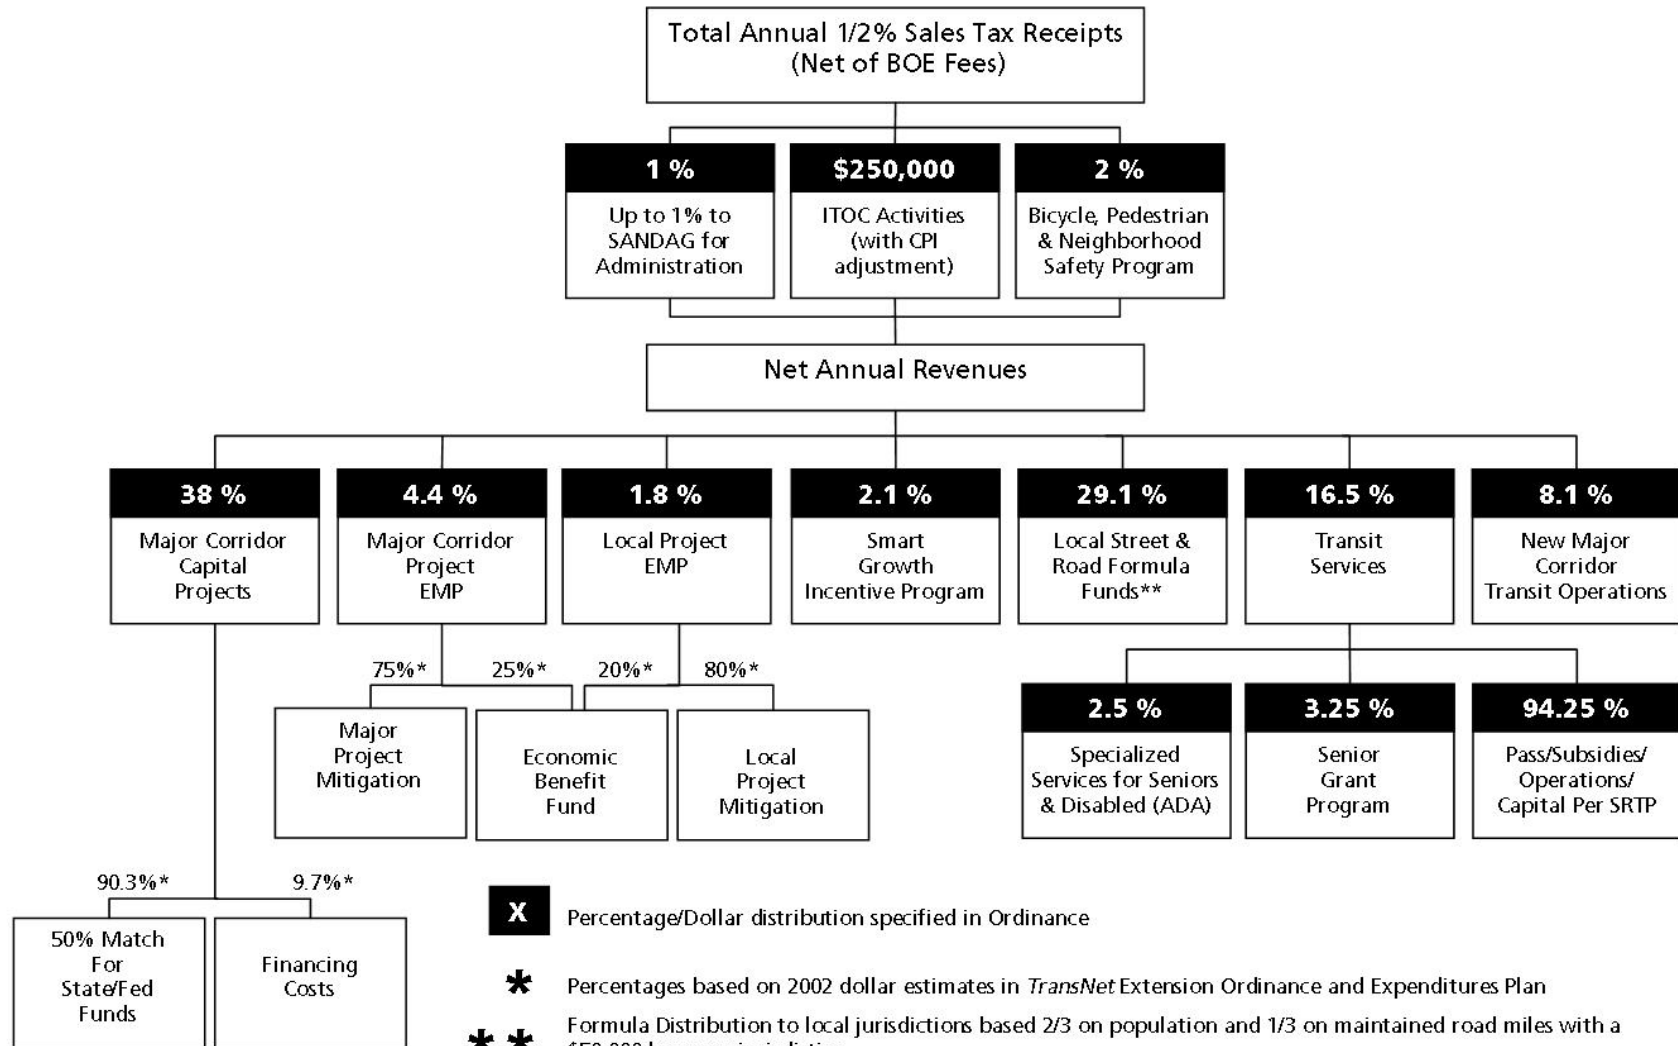 Total Annual 1/2% Sales Tax Receipts
(Net of BOE Fees)
1 %
Up to 1% to
SANDAG for
Administration
$250,000
ITOC Activities
(with CPI
adjustment)
2 %
Bicycle, Pedestrian
& Neighborhood
Safety Program
Net Annual Revenues
38 %
Major Corridor
Capital
Projects
4.4 %
Major Corridor
Project
EMP
1.8 %
Local Project
EMP
2.1 %
Smart
Growth
Incentive Program
29.1 %
Local Street &
Road Formula
Funds**
16.5 %
Transit
Services
8.1 %
New Major
Corridor
Transit Operations
75%*
25%*
20%*
80%*
Major
Project
Mitigation
Economic
Benefit
Fund
Local
Project
Mitigation
2.5 %
Specialized
Services for Seniors
& Disabled (ADA)
3.25 %
Senior
Grant
Program
94.25 %
Pass/Subsidies/
Operations/
Capital Per SRTP
90.3%*
9.7%*
50% Match
For
State/Fed
Funds
Financing
Costs
X Percentage/Dollar distribution specified in Ordinance
* Percentages based on 2002 dollar estimates in TransNet Extension Ordinance and Expenditures Plan
** Formula Distribution to local jurisdictions based 2/3 on population and 1/3 on maintained road miles with a